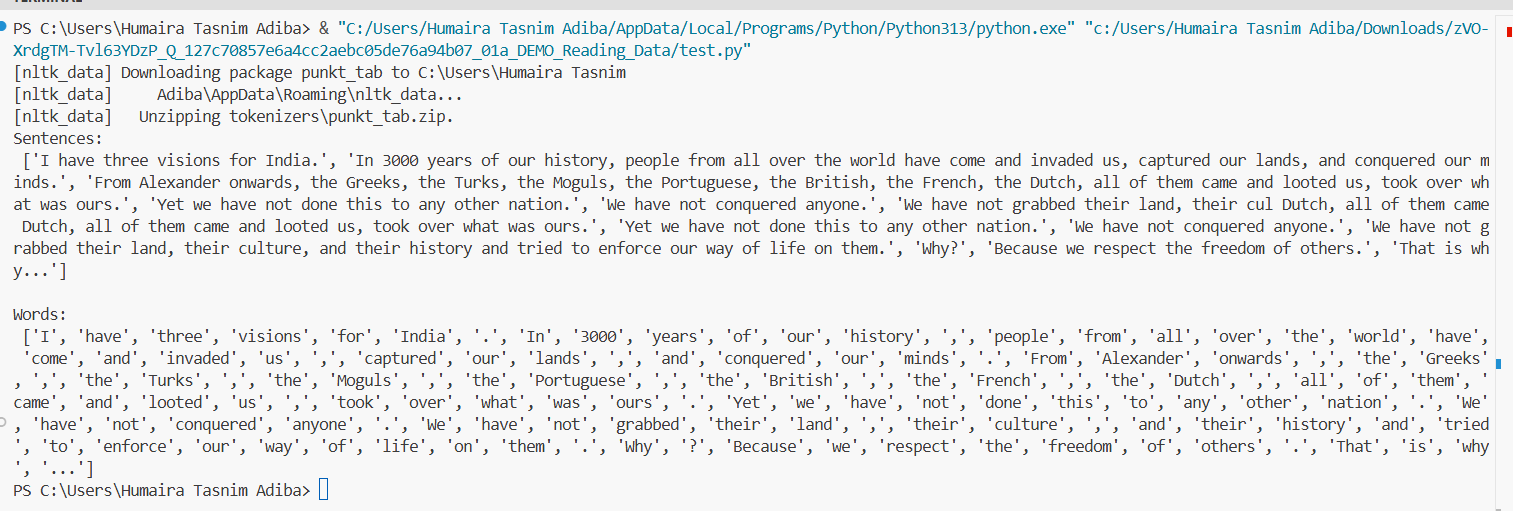 PS C:\Users\Humaira Tasnim Adiba> & "C:/Users/Humaira Tasnim Adiba/AppData/Local/Programs/Python/Python313/python.exe" "c:/Users/Humaira Tasnim Adiba/Downloads/zVO-
XrdgTM-Tvl63YDzP_Q_127c70857e6a4cc2aebc05de76a94b07_01a_DEMO_Reading_Data/test.py"
[nltk_data] Downloading package punkt_tab to C:\Users\Humaira Tasnim
[nltk_data]     Adiba\AppData\Roaming\nltk_data...
[nltk_data]   Unzipping tokenizers\punkt_tab.zip.
Sentences:
 ['I have three visions for India.', 'In 3000 years of our history, people from all over the world have come and invaded us, captured our lands, and conquered our m
inds.', 'From Alexander onwards, the Greeks, the Turks, the Moguls, the Portuguese, the British, the French, the Dutch, all of them came and looted us, took over wh
at was ours.', 'Yet we have not done this to any other nation.', 'We have not conquered anyone.', 'We have not grabbed their land, their cul Dutch, all of them came
 Dutch, all of them came and looted us, took over what was ours.', 'Yet we have not done this to any other nation.', 'We have not conquered anyone.', 'We have not g
rabbed their land, their culture, and their history and tried to enforce our way of life on them.', 'Why?', 'Because we respect the freedom of others.', 'That is wh
y...']

Words:
 ['I', 'have', 'three', 'visions', 'for', 'India', '.', 'In', '3000', 'years', 'of', 'our', 'history', ',', 'people', 'from', 'all', 'over', 'the', 'world', 'have',
 'come', 'and', 'invaded', 'us', ',', 'captured', 'our', 'lands', ',', 'and', 'conquered', 'our', 'minds', '.', 'From', 'Alexander', 'onwards', ',', 'the', 'Greeks'
, ',', 'the', 'Turks', ',', 'the', 'Moguls', ',', 'the', 'Portuguese', ',', 'the', 'British', ',', 'the', 'French', ',', 'the', 'Dutch', ',', 'all', 'of', 'them', '
came', 'and', 'looted', 'us', ',', 'took', 'over', 'what', 'was', 'ours', '.', 'Yet', 'we', 'have', 'not', 'done', 'this', 'to', 'any', 'other', 'nation', '.', 'We'
, 'have', 'not', 'conquered', 'anyone', '.', 'We', 'have', 'not', 'grabbed', 'their', 'land', ',', 'their', 'culture', ',', 'and', 'their', 'history', 'and', 'tried
', 'to', 'enforce', 'our', 'way', 'of', 'life', 'on', 'them', '.', 'Why', '?', 'Because', 'we', 'respect', 'the', 'freedom', 'of', 'others', '.', 'That', 'is', 'why
', '...']
PS C:\Users\Humaira Tasnim Adiba>